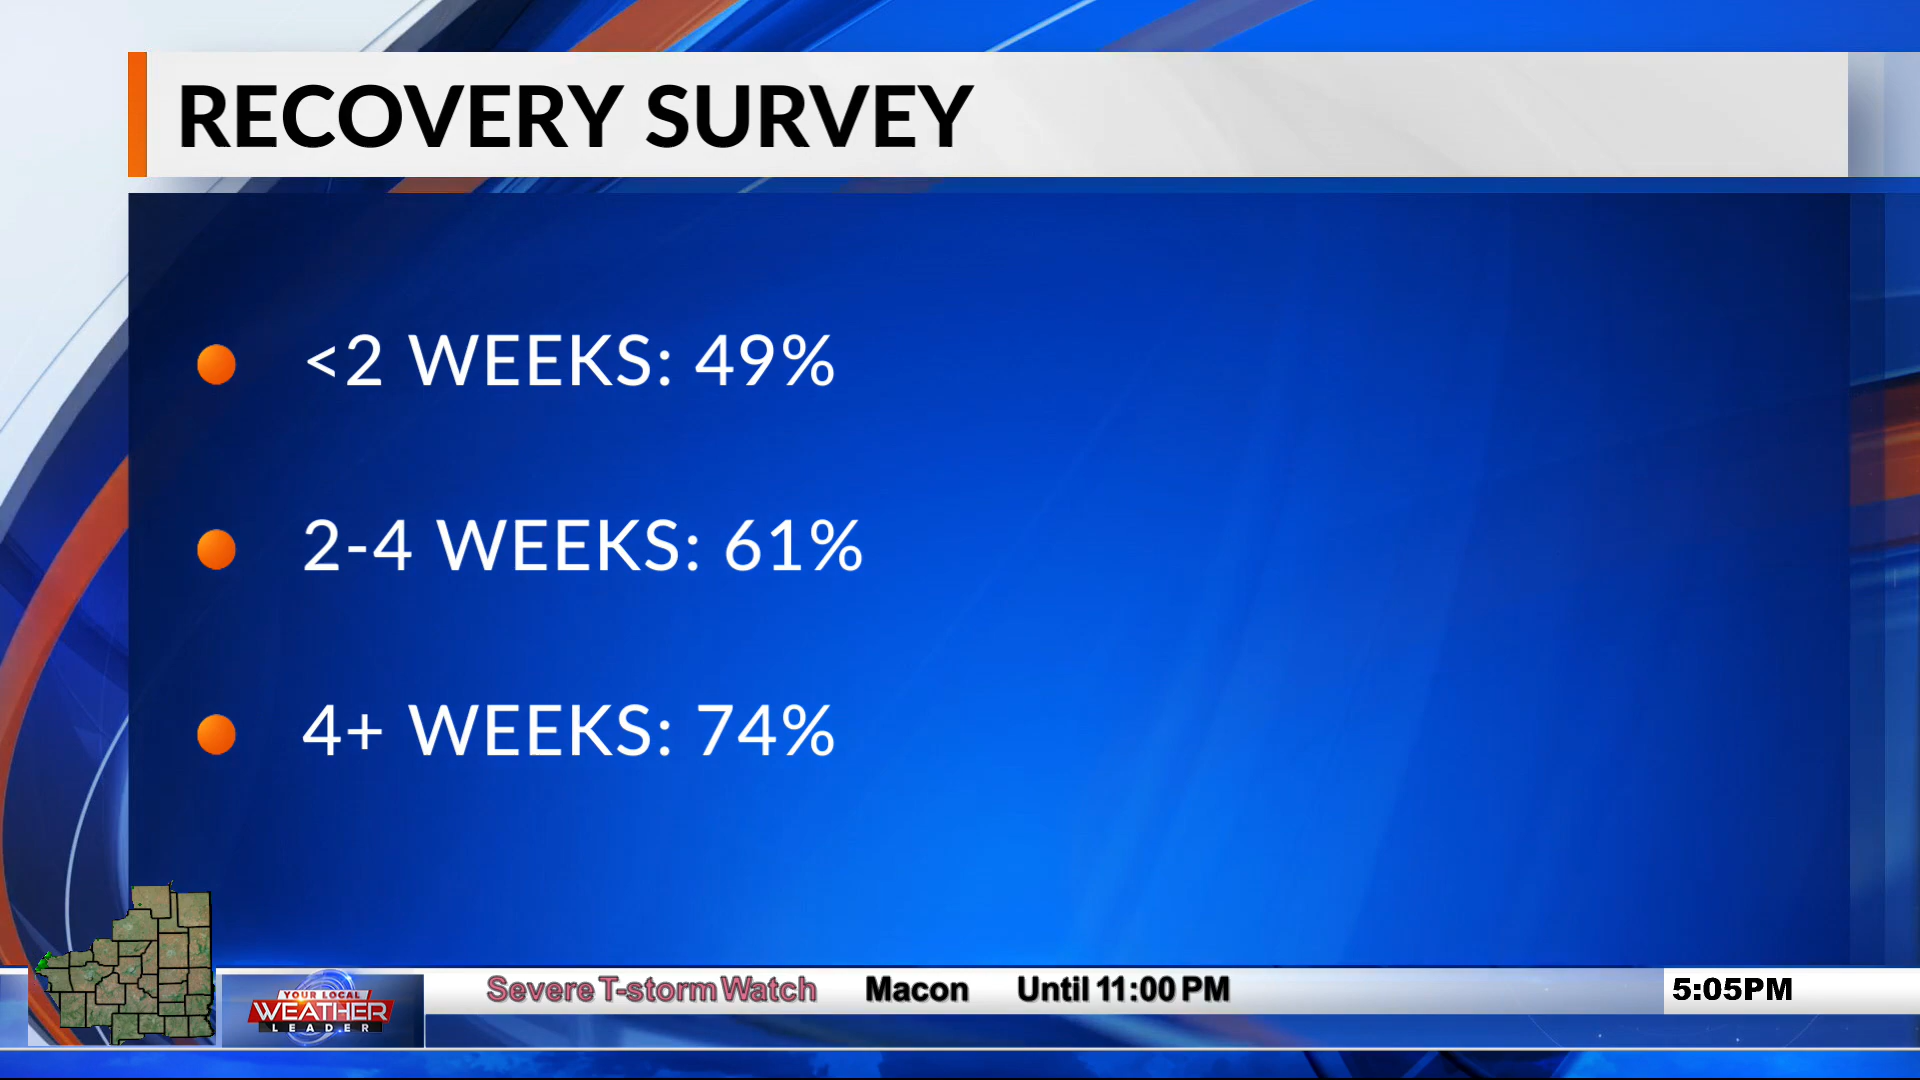 RECOVERY SURVEY
<2 WEEKS: 49%
2-4 WEEKS: 61%
4+ WEEKS: 74%
YOUR LOCAL
WEATHER
LEADER
Severe T-storm Watch Macon Until 11:00 PM
5:05PM